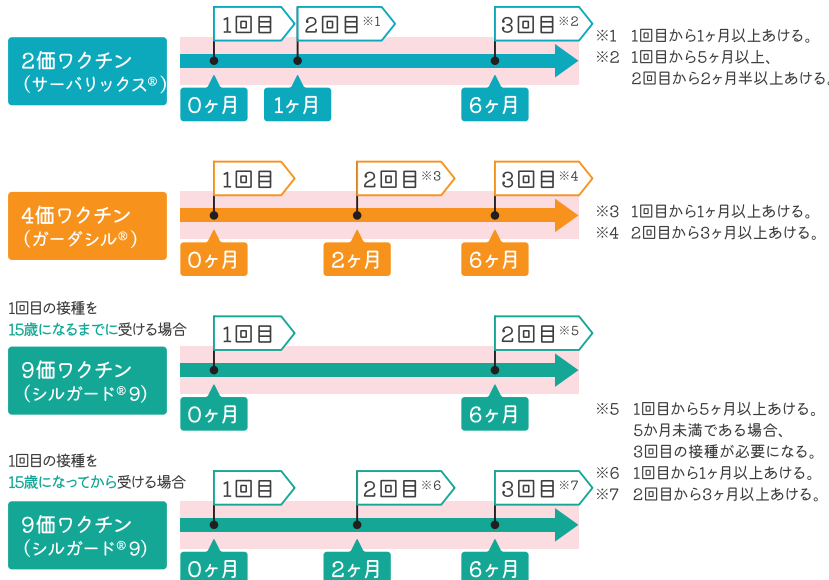 1回目
2回目※1
3回目※2
2価ワクチン
(サーバリックス®)
0ヶ月
1ヶ月
6ヶ月
※1 1回目から1ヶ月以上あける。
※2 1回目から5ヶ月以上、
2回目から2ヶ月半以上あける。
1回目
2回目※3
3回目※4
4価ワクチン
(ガーダシル®)
0ヶ月
2ヶ月
6ヶ月
※3 1回目から1ヶ月以上あける。
※4 2回目から3ヶ月以上あける。
1回目の接種を
15歳になるまでに受ける場合
1回目
2回目※5
9価ワクチン
(シルガード®9)
0ヶ月
6ヶ月
※5 1回目から5ヶ月以上あける。
5か月未満である場合、
3回目の接種が必要になる。
1回目の接種を
15歳になってから受ける場合
1回目
2回目※6
3回目※7
9価ワクチン
(シルガード®9)
0ヶ月
2ヶ月
6ヶ月
※6 1回目から1ヶ月以上あける。
※7 2回目から3ヶ月以上あける。